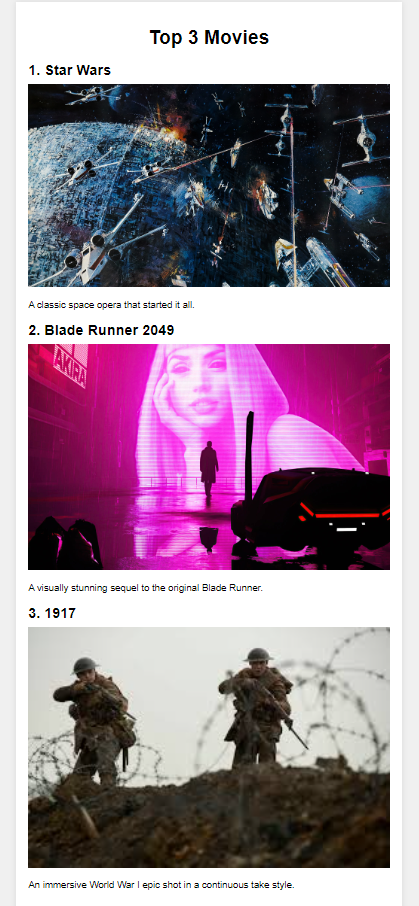 Top 3 Movies
1. Star Wars
A classic space opera that started it all.
2. Blade Runner 2049
AKIRA
A visually stunning sequel to the original Blade Runner.
3. 1917
An immersive World War I epic shot in a continuous take style.